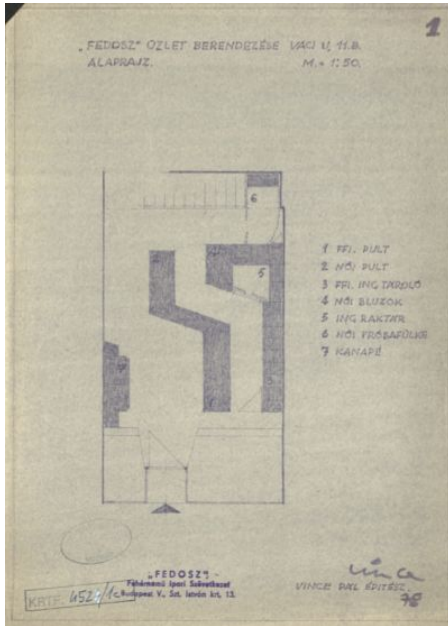 1
„FEDOSZ” ÜZLET BERENDEZÉSE VÁCI U. 11.B.
ALAPRAJZ. M.= 1:50.
6
5
1 FFI. PULT
2 NŐI PULT
3 FFI. ING TÁROLÓ
4 NŐI BLUZOK
5 ING RAKTÁR
6 NŐI PRÓBAFÜLKE
7 KANAPÉ
„FEDOSZ”
Fehérnemű Ipari Szövetkezet
Budapest V., Szt. István krt. 13.
Vince
VINCE PÁL ÉPÍTÉSZ.
KRTF.